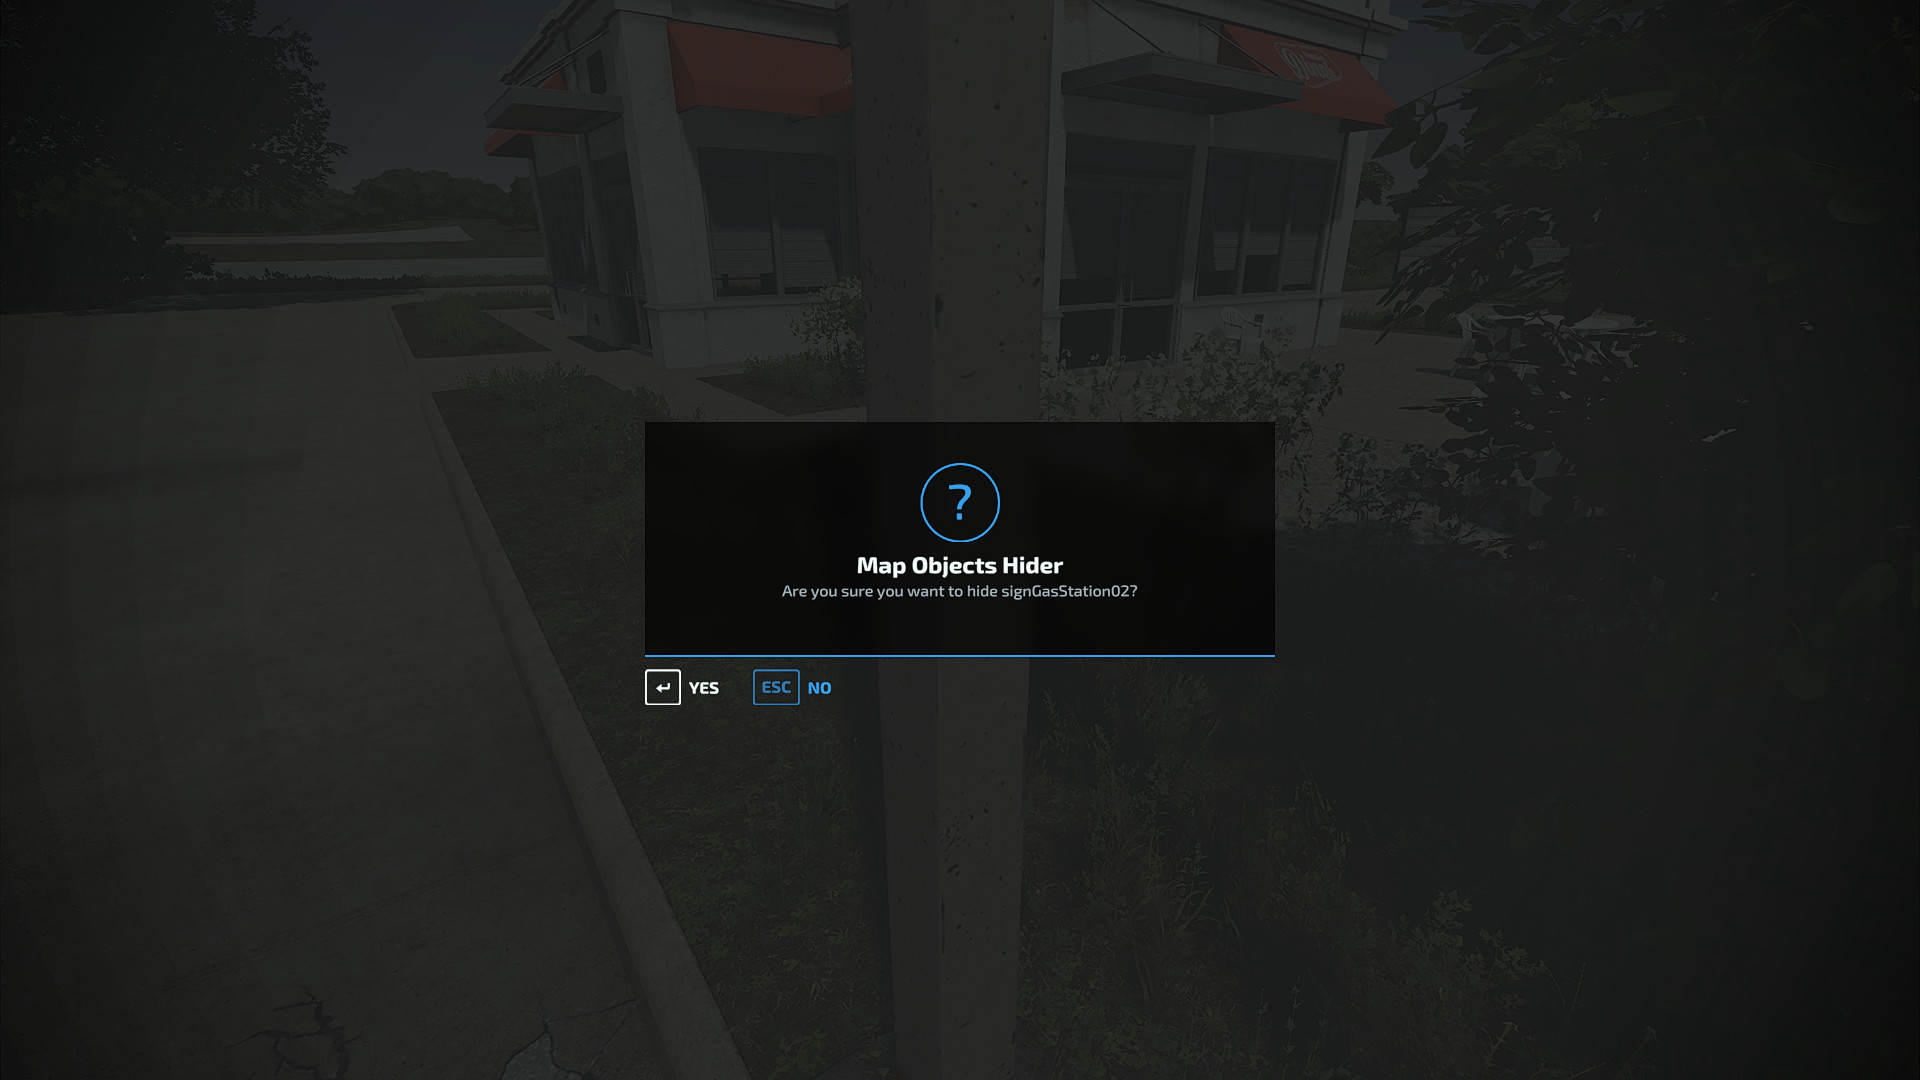 ?
Map Objects Hider
Are you sure you want to hide signGasStation02?
YES ESC NO